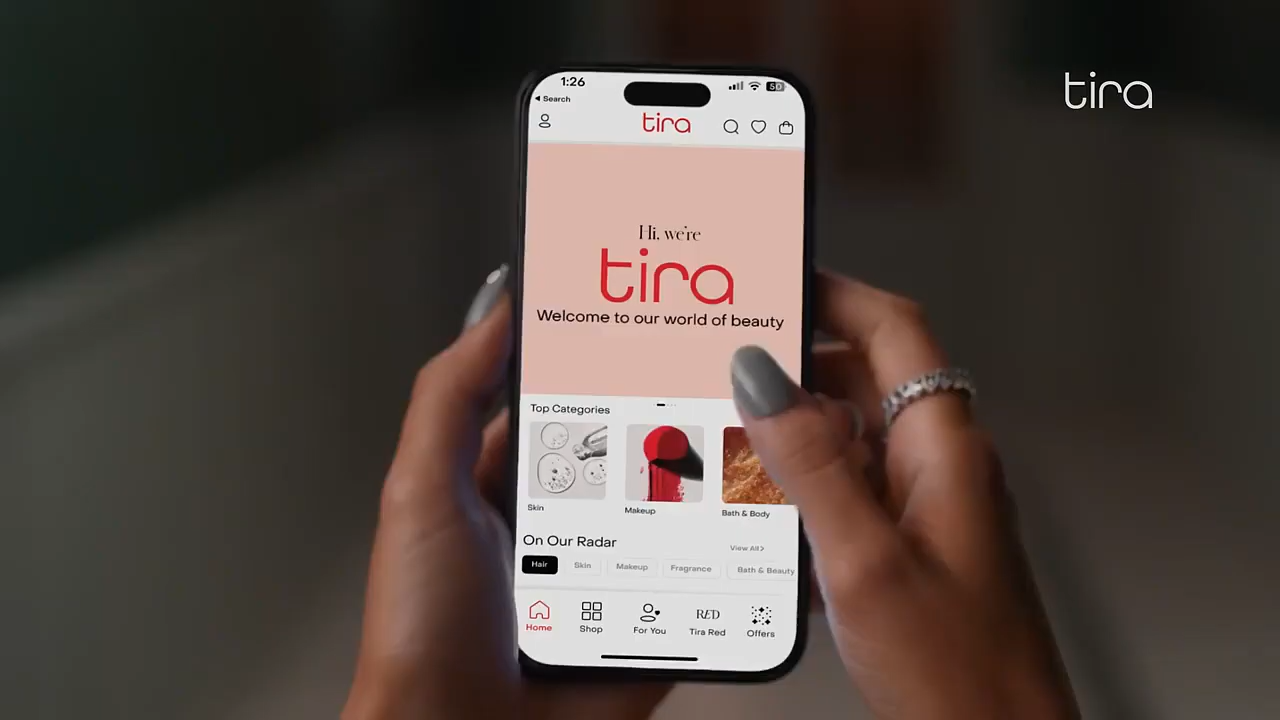 1:26
50
Search
tira
tira
Hi, we're
tira
Welcome to our world of beauty
Top Categories
Skin
Makeup
Bath & Body
On Our Radar
View All
Hair
Skin
Makeup
Fragrance
Bath & Beauty
Home
Shop
For You
RED
Tira Red
Offers